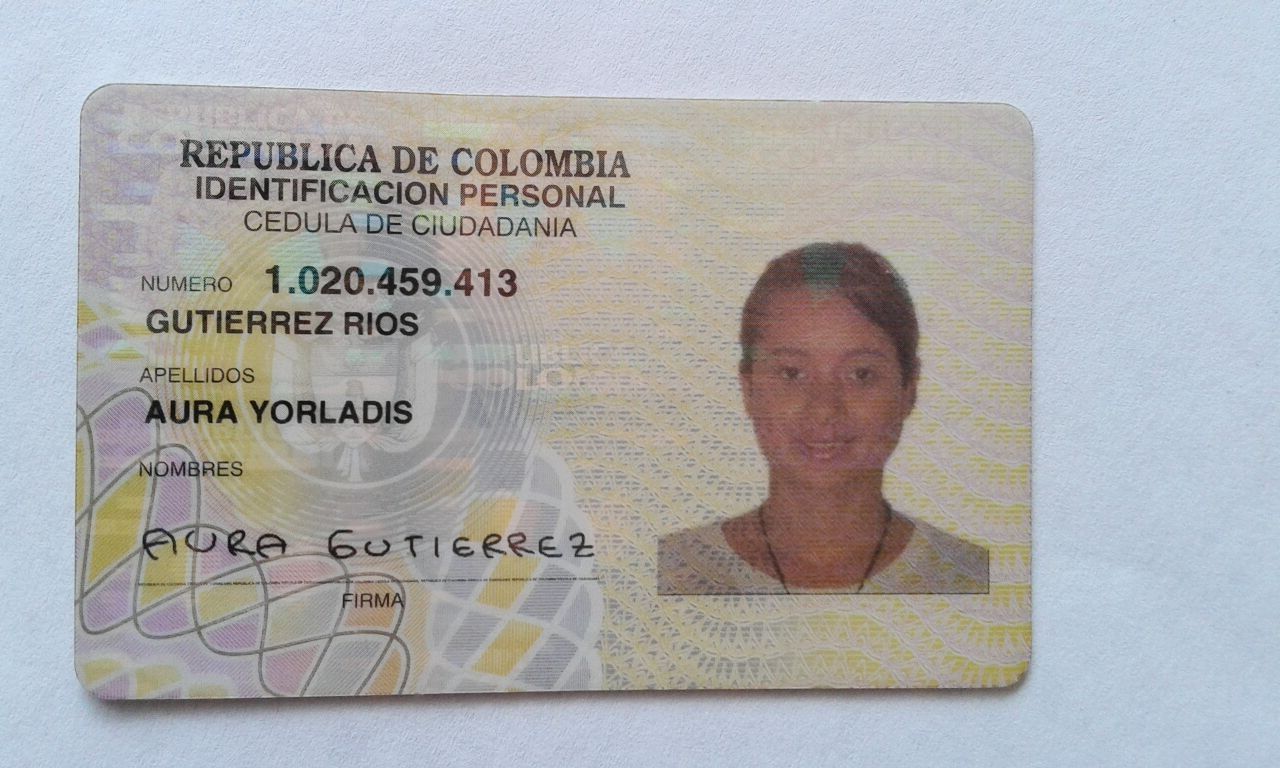 REPUBLICA DE COLOMBIA
IDENTIFICACION PERSONAL
CEDULA DE CIUDADANIA
NUMERO 1.020.459.413
GUTIERREZ RIOS
APELLIDOS
AURA YORLADIS
NOMBRES
AURA GUTIERREZ
FIRMA